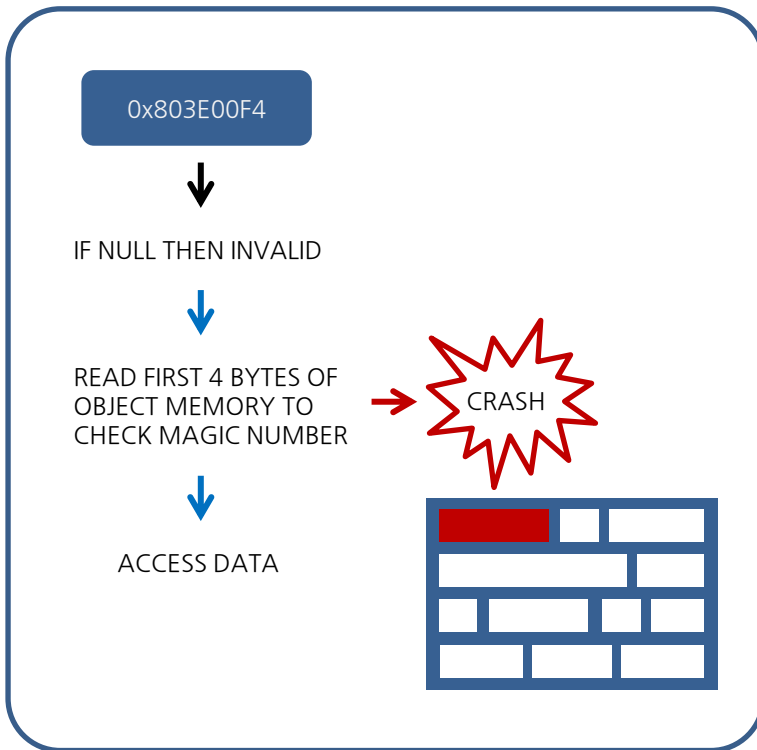 0x803E00F4
IF NULL THEN INVALID
READ FIRST 4 BYTES OF
OBJECT MEMORY TO
CHECK MAGIC NUMBER
CRASH
ACCESS DATA